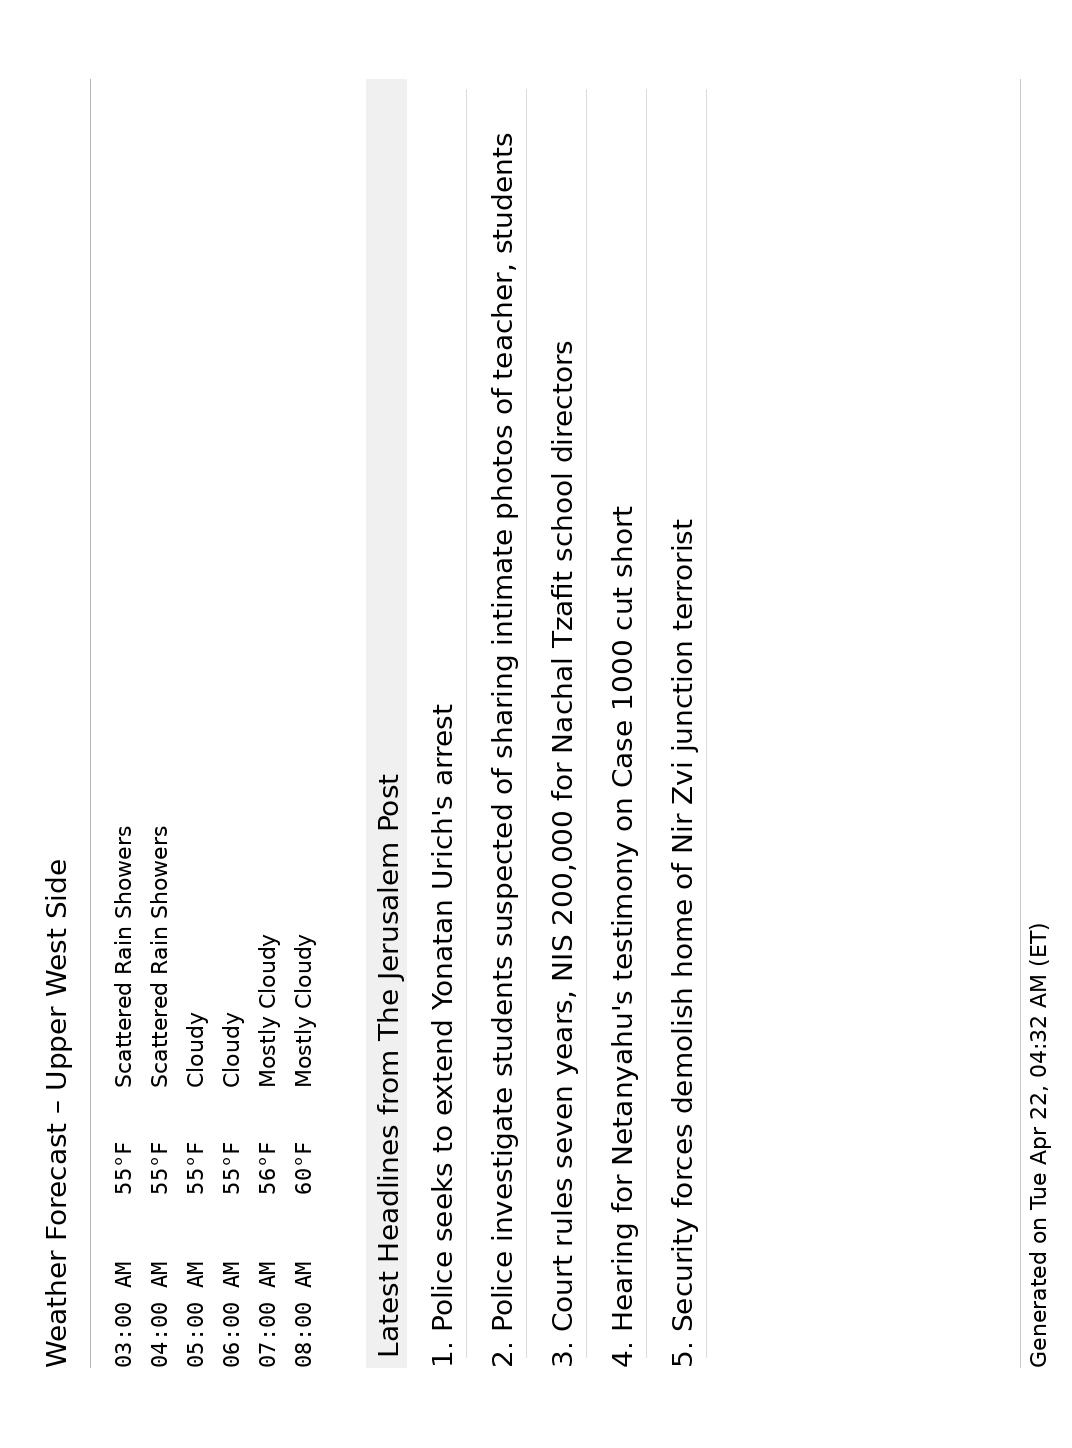 Weather Forecast – Upper West Side
03:00 AM 55°F Scattered Rain Showers
04:00 AM 55°F Scattered Rain Showers
05:00 AM 55°F Cloudy
06:00 AM 55°F Cloudy
07:00 AM 56°F Mostly Cloudy
08:00 AM 60°F Mostly Cloudy
Latest Headlines from The Jerusalem Post
1. Police seeks to extend Yonatan Urich's arrest
2. Police investigate students suspected of sharing intimate photos of teacher, students
3. Court rules seven years, NIS 200,000 for Nachal Tzafit school directors
4. Hearing for Netanyahu's testimony on Case 1000 cut short
5. Security forces demolish home of Nir Zvi junction terrorist
Generated on Tue Apr 22, 04:32 AM (ET)